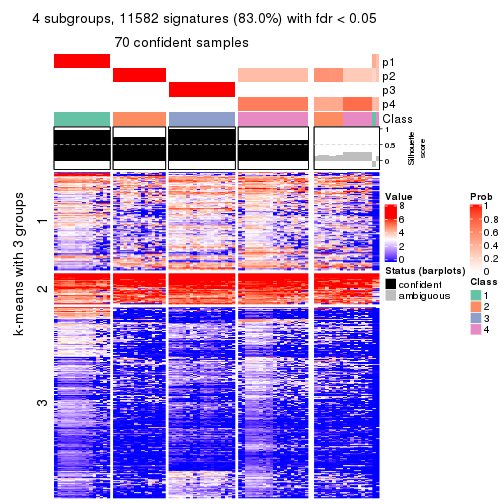 4 subgroups, 11582 signatures (83.0%) with fdr < 0.05
70 confident samples
p1
p2
p3
p4
Class
1
0.5
0
Silhouette
score
k-means with 3 groups
1
2
3
Value
8
6
4
2
0
Status (barplots)
confident
ambiguous
Prob
1
0.8
0.6
0.4
0.2
0
Class
1
2
3
4